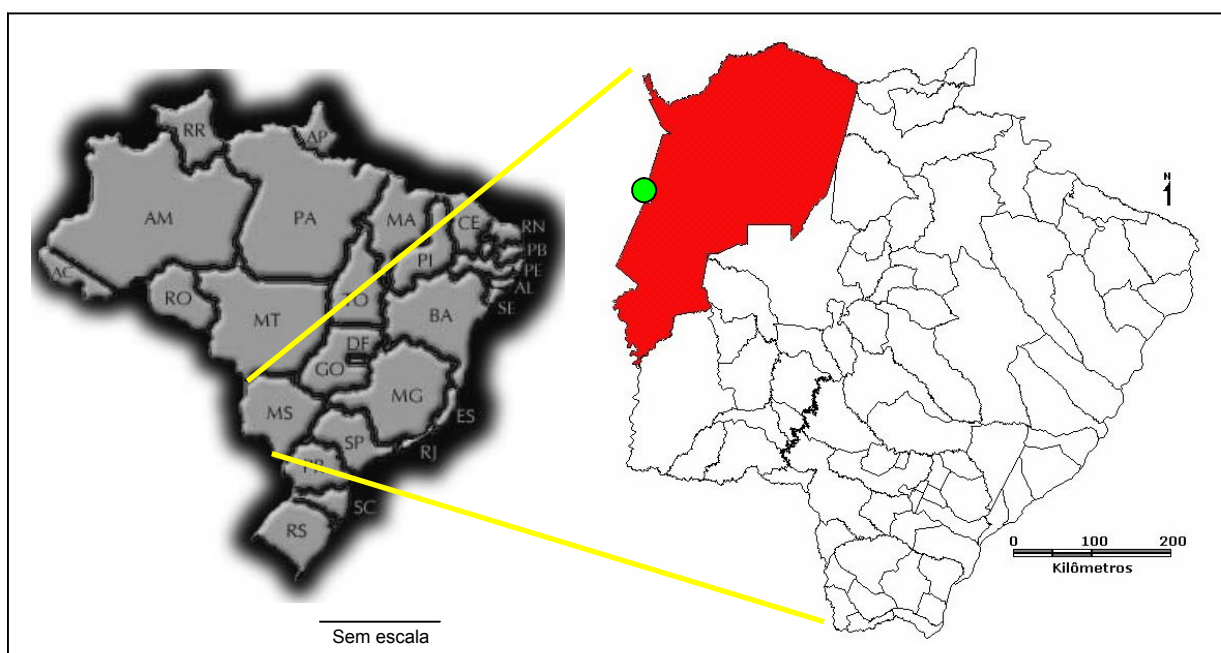 RR
AP
AM
PA
MA
CE
RN
PB
PE
AL
SE
PI
AC
RO
TO
MT
BA
DF
GO
MG
ES
MS
SP
RJ
PR
SC
RS
Sem escala
N
0 100 200
Kilômetros